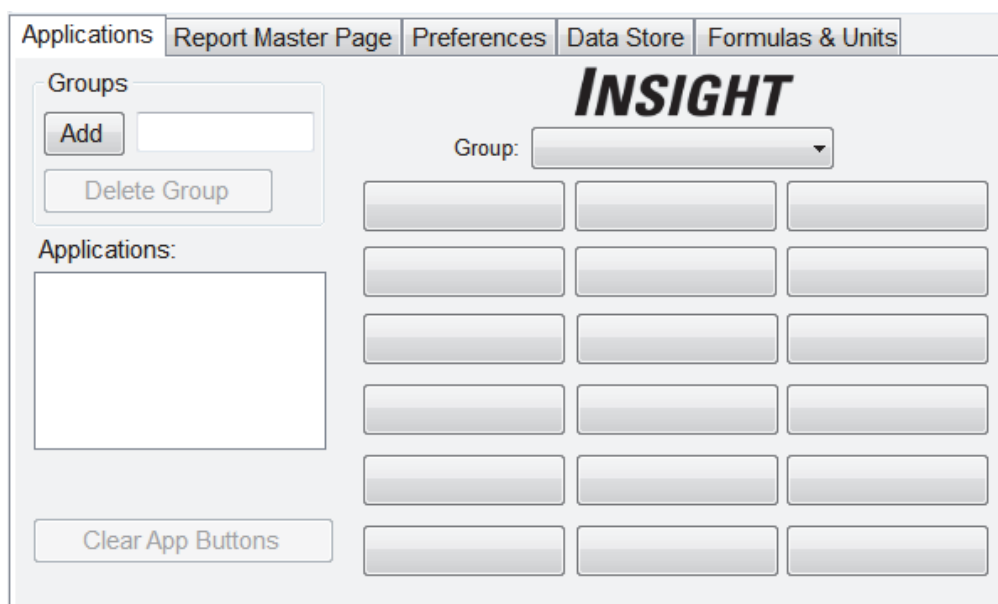 Applications
Report Master Page
Preferences
Data Store
Formulas & Units
Groups
Add
Delete Group
Applications:
Clear App Buttons
INSIGHT
Group: